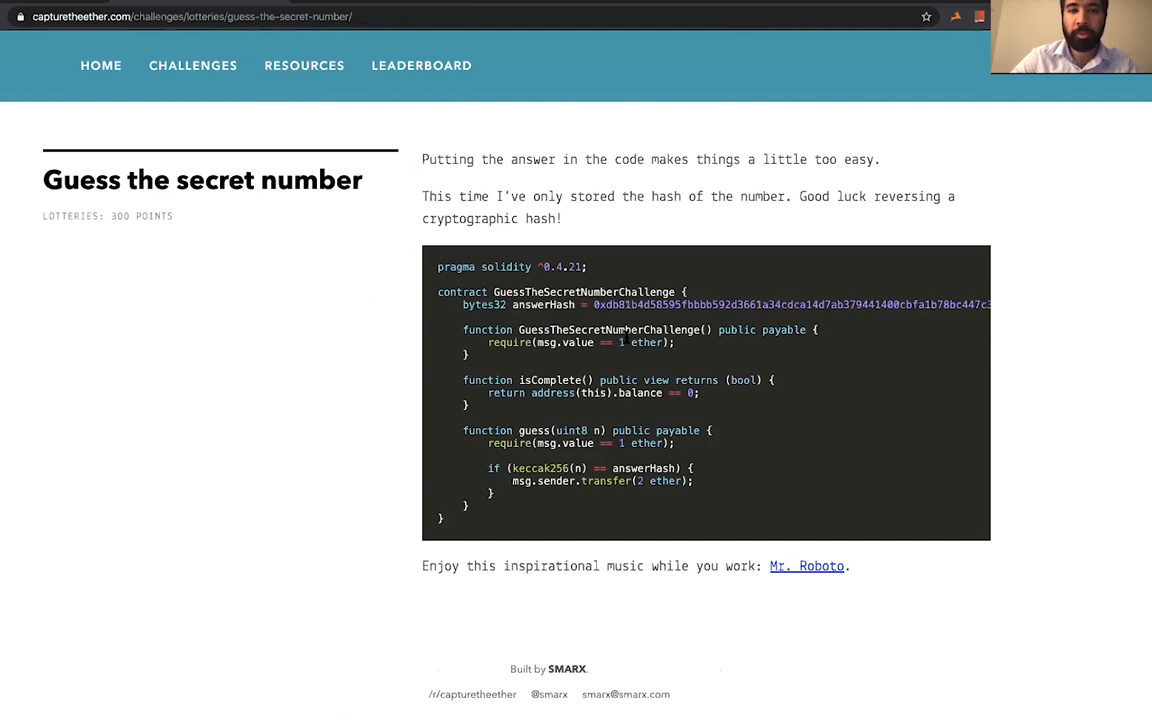 capturetheether.com/challenges/lotteries/guess-the-secret-number/
HOME CHALLENGES RESOURCES LEADERBOARD
Guess the secret number
LOTTERIES: 300 POINTS
Putting the answer in the code makes things a little too easy.
This time I've only stored the hash of the number. Good luck reversing a
cryptographic hash!
pragma solidity ^0.4.21;
contract GuessTheSecretNumberChallenge {
bytes32 answerHash = 0xdb81b4d58595fbbbb592d3661a34cdca14d7ab379441400cbfa1b78bc447c3
function GuessTheSecretNumberChallenge() public payable {
require(msg.value == 1 ether);
}
function isComplete() public view returns (bool) {
return address(this).balance == 0;
}
function guess(uint8 n) public payable {
require(msg.value == 1 ether);
if (keccak256(n) == answerHash) {
msg.sender.transfer(2 ether);
}
}
}
Enjoy this inspirational music while you work: Mr. Roboto.
Built by SMARX.
/r/capturetheether @smarx smarx@smarx.com